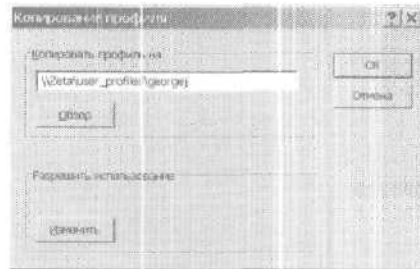 Копирование профиля
Копировать профиль на
\\Zeta\user_profiles\georgej
OK
Отмена
Обзор
Разрешить использование
Изменить